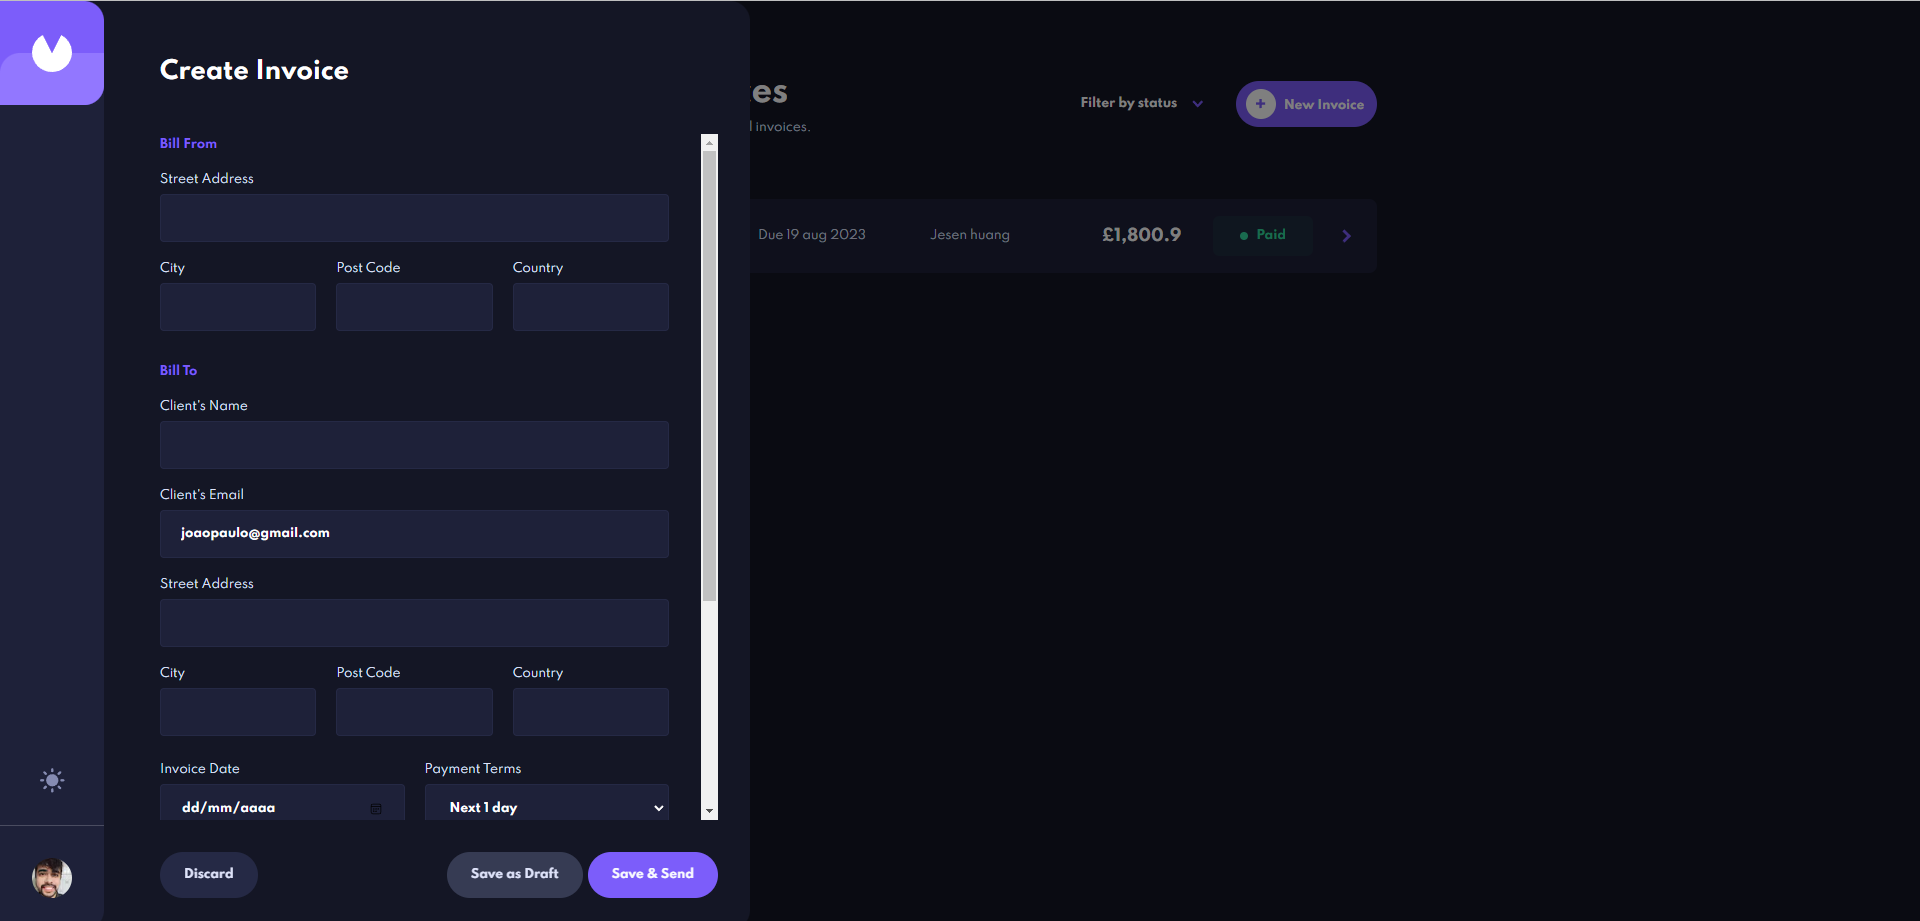 Create Invoice
Bill From
Street Address
City Post Code Country
Bill To
Client's Name
Client's Email
joaopaulo@gmail.com
Street Address
City Post Code Country
Invoice Date Payment Terms
dd/mm/aaaa Next 1 day
Discard Save as Draft Save & Send
es
invoices.
Filter by status
+ New Invoice
Due 19 aug 2023 Jesen huang £1,800.9 Paid